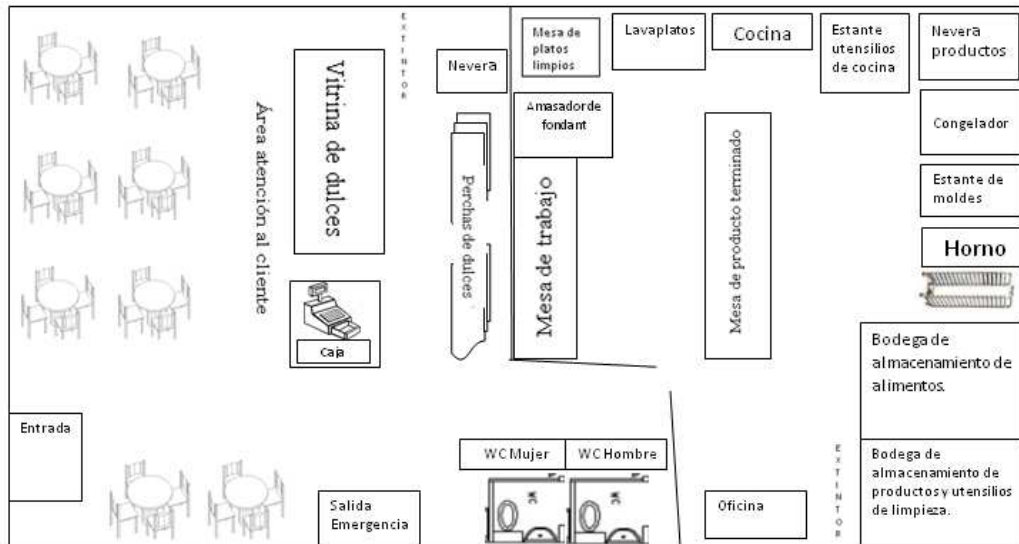 EXTINTOR
Mesa de
platos
limpios
Lavaplatos
Cocina
Estante
utensilios
de cocina
Nevera
productos
Nevera
Vitrina de dulces
Área atención al cliente
Amasador de
fondant
Congelador
Perchas de dulces
Mesa de trabajo
Mesa de producto terminado
Estante de
moldes
Horno
Caja
Bodega de
almacenamiento de
alimentos.
Entrada
WC Mujer
WC Hombre
EXTINTOR
Bodega de
almacenamiento de
productos y utensilios
de limpieza.
Salida
Emergencia
WC
WC
Oficina